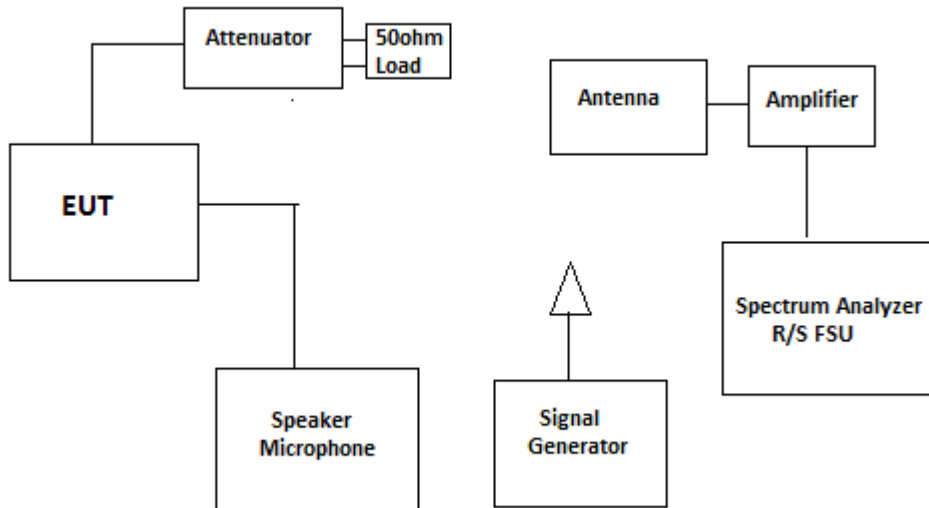 Attenuator
50ohm
Load
Antenna
Amplifier
EUT
Spectrum Analyzer
R/S FSU
Speaker
Microphone
Signal
Generator